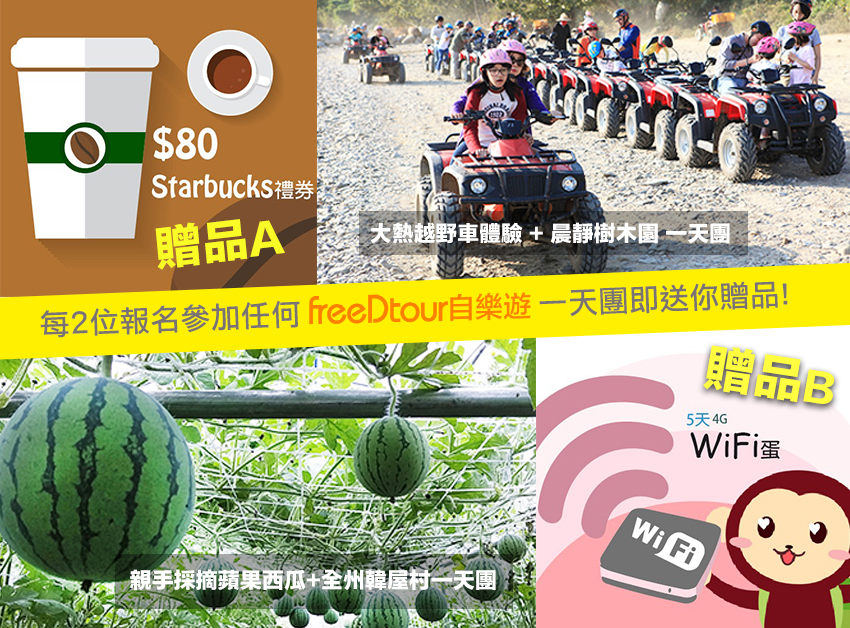 $80
Starbucks禮券
贈品A
大熱越野車體驗 + 晨靜樹木園 一天團
每2位報名參加任何 freeDtour自樂遊 一天團即送你贈品!
贈品B
5天 4G
WiFi蛋
WiFi
親手採摘蘋果西瓜+全州韓屋村一天團